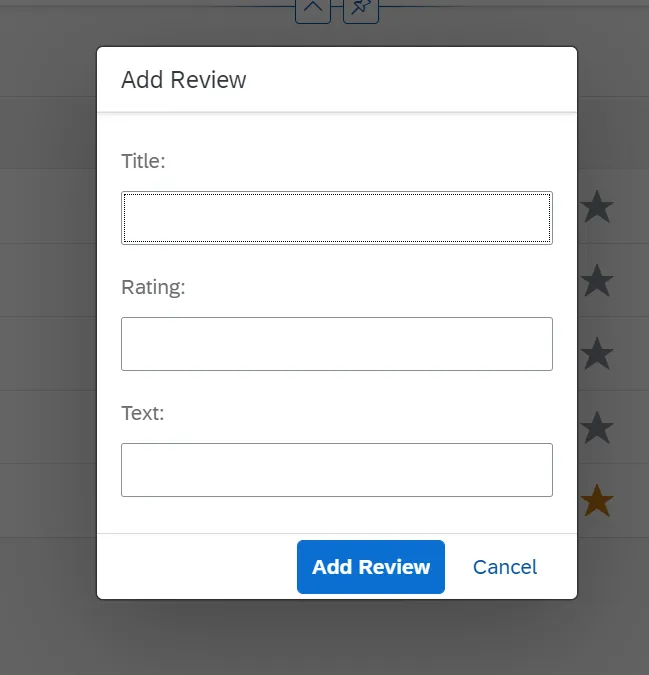 Add Review
Title:
Rating:
Text:
Add Review Cancel